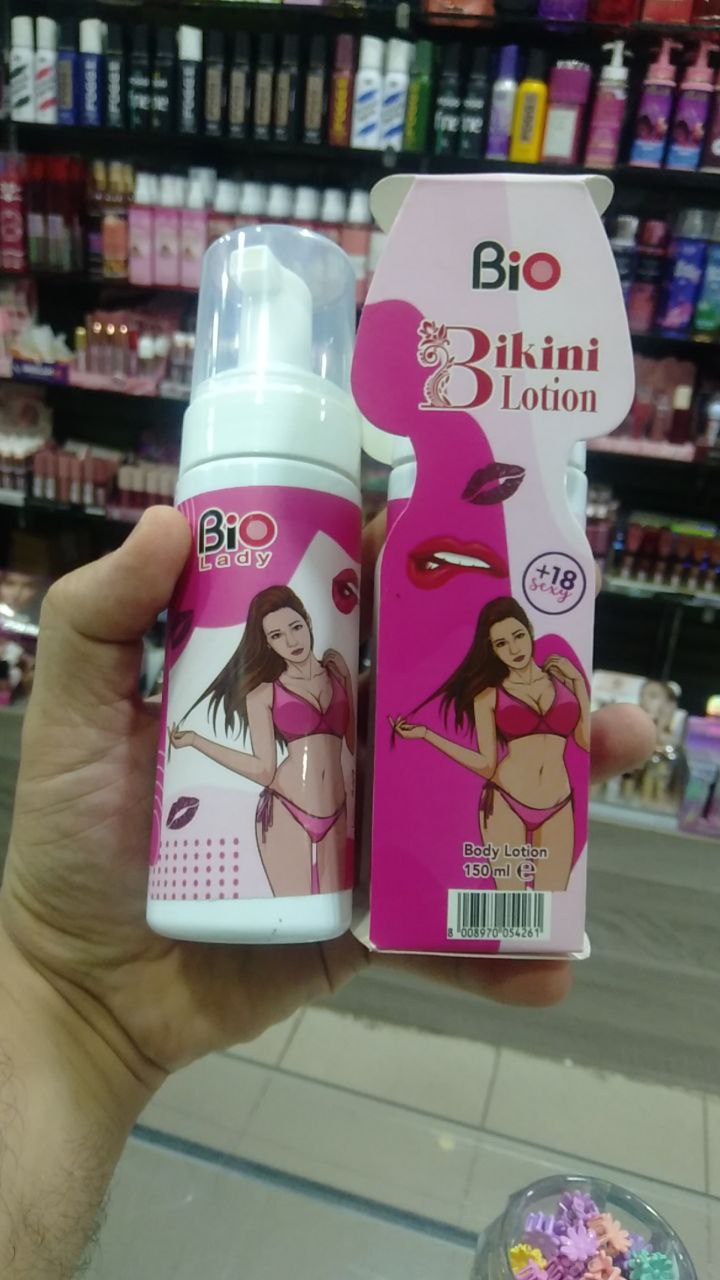 BiO
Bikini
Lotion
+18
sexy
Body Lotion
150 ml e
8 008970 054261
BiO
Lady